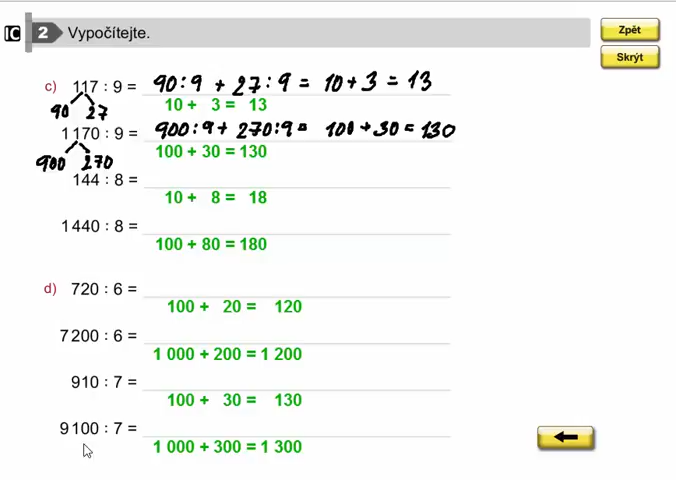 IC 2 Vypočítejte. Zpět
Skrýt
c) 117 : 9 = 90:9 + 27:9 = 10+3 = 13
10 + 3 = 13
90 27
1 170 : 9 = 900:9+270:9= 100+30=130
100 + 30 = 130
900 270
144 : 8 =
10 + 8 = 18
1 440 : 8 =
100 + 80 = 180
d) 720 : 6 =
100 + 20 = 120
7 200 : 6 =
1 000 + 200 = 1 200
910 : 7 =
100 + 30 = 130
9 100 : 7 =
1 000 + 300 = 1 300